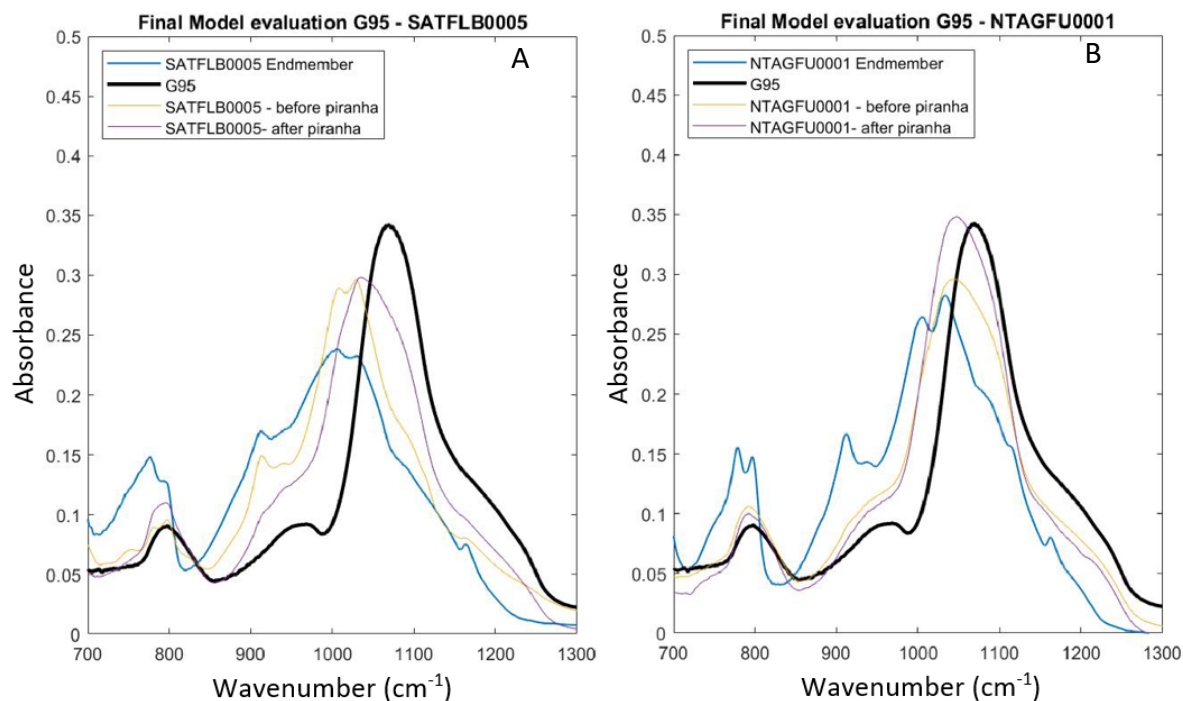 Final Model evaluation G95 - SATFLB0005
A
SATFLB0005 Endmember
G95
SATFLB0005 - before piranha
SATFLB0005- after piranha
0.5
0.45
0.4
0.35
0.3
0.25
0.2
0.15
0.1
0.05
0
Absorbance
700 800 900 1000 1100 1200 1300
Wavenumber (cm-1)
Final Model evaluation G95 - NTAGFU0001
B
NTAGFU0001 Endmember
G95
NTAGFU0001 - before piranha
NTAGFU0001- after piranha
0.5
0.45
0.4
0.35
0.3
0.25
0.2
0.15
0.1
0.05
0
Absorbance
700 800 900 1000 1100 1200 1300
Wavenumber (cm-1)